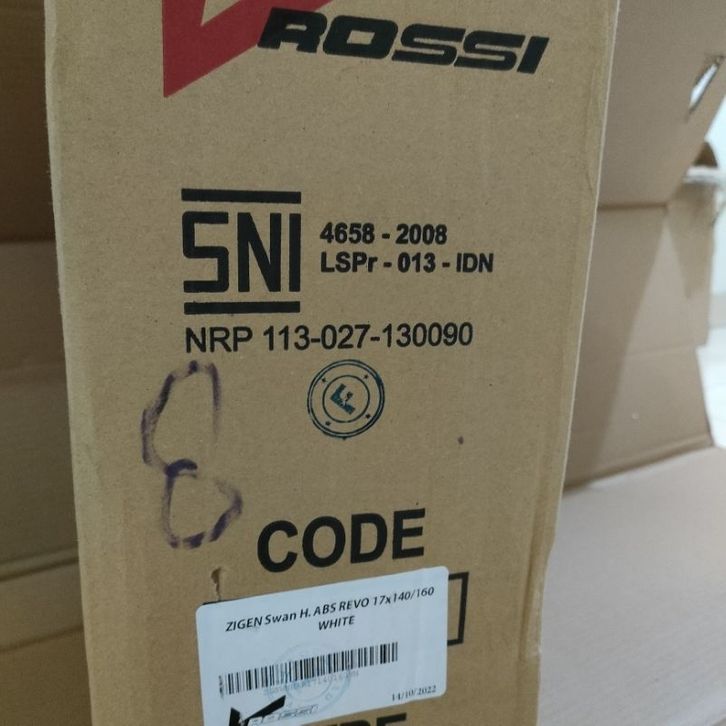 ROSSI
SNI
4658 - 2008
LSPr - 013 - IDN
NRP 113-027-130090
8
CODE
ZIGEN Swan H. ABS REVO 17x140/160
WHITE
14/10/2022
ROSSI